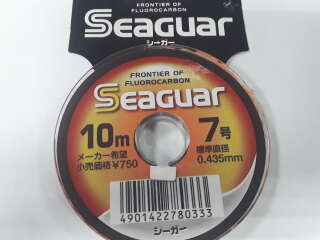 FRONTIER OF
FLUOROCARBON
Seaguar
シーガー
FRONTIER OF
FLUOROCARBON
Seaguar
10m
メーカー希望
小売価格¥750
7号
標準直径
0.435mm
4901422780333
シーガー